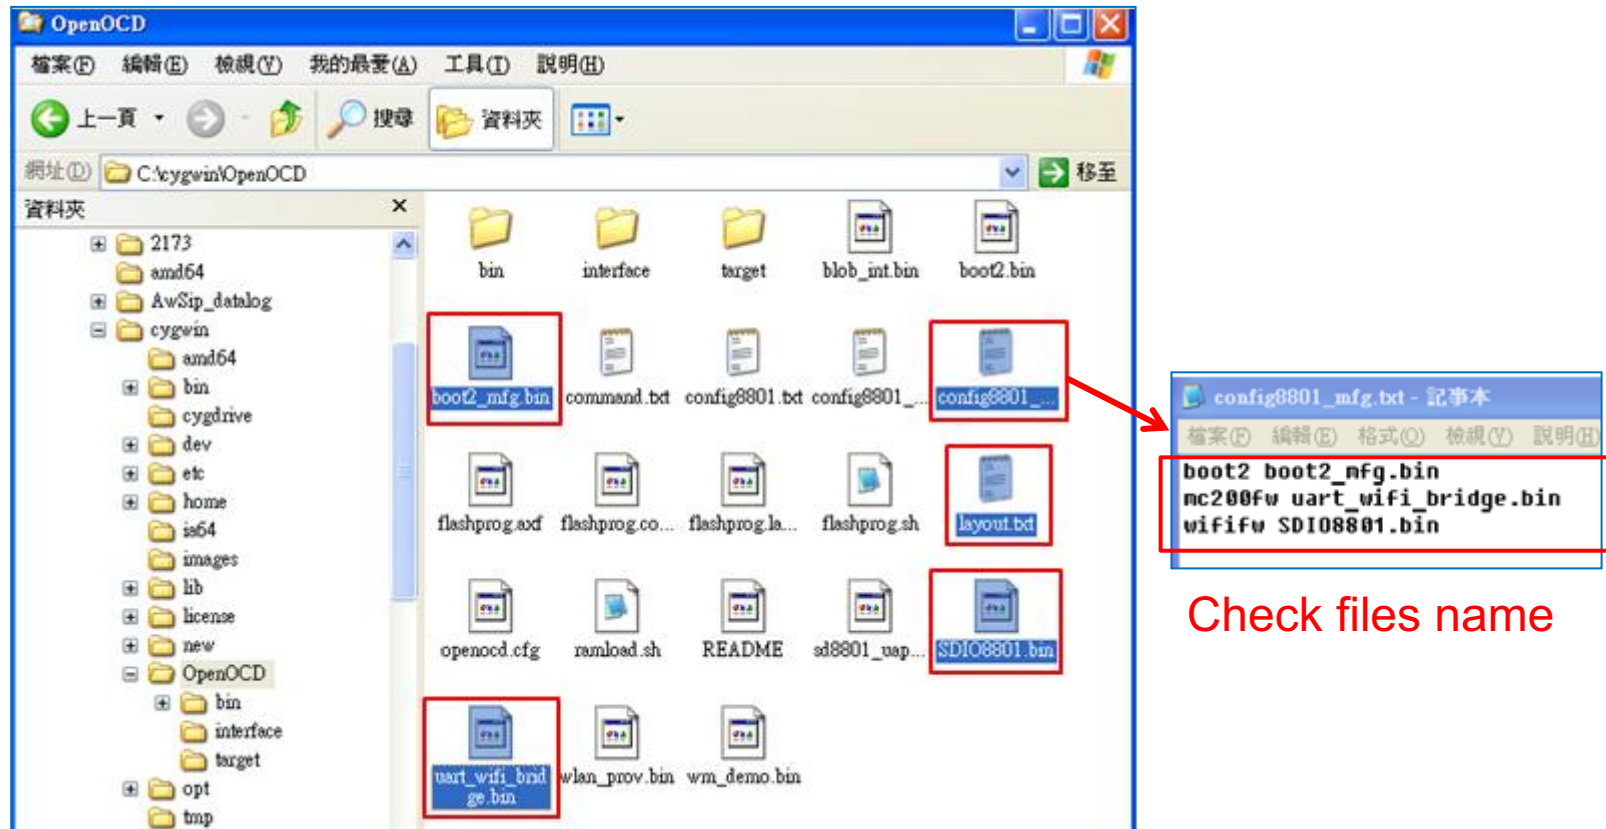 OpenOCD
檔案(F) 編輯(E) 檢視(V) 我的最愛(A) 工具(T) 說明(H)
上一頁 搜尋 資料夾
網址(D) C:\cygwin\OpenOCD 移至
資料夾
2173
amd64
AwSip_datalog
cygwin
amd64
bin
cygdrive
dev
etc
home
ia64
images
lib
license
new
OpenOCD
bin
interface
target
opt
tmp
bin interface target blob_int.bin boot2.bin
boot2_mfg.bin command.txt config8801.txt config8801_... config8801_...
flashprog.axf flashprog.co... flashprog.la... flashprog.sh layout.txt
openocd.cfg ramload.sh README sd8801_uap... SDIO8801.bin
uart_wifi_brid wlan_prov.bin wm_demo.bin
ge.bin
config8801_mfg.txt - 記事本
檔案(F) 編輯(E) 格式(O) 檢視(V) 說明(H)
boot2 boot2_mfg.bin
mc200fw uart_wifi_bridge.bin
wififw SDIO8801.bin
Check files name